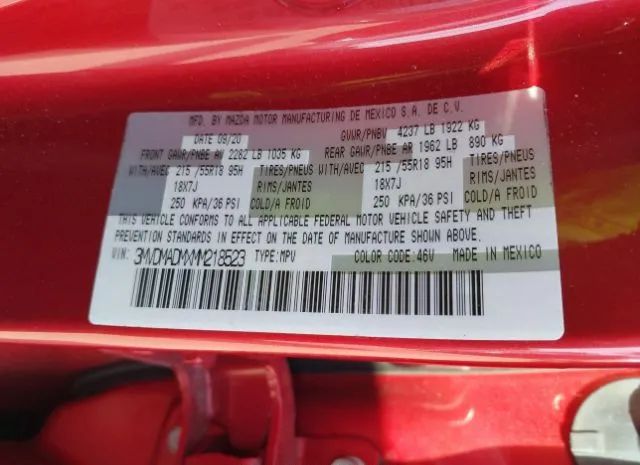 MFD. BY MAZDA MOTOR MANUFACTURING DE MEXICO S.A. DE C.V.
DATE 09/20 GVWR/PNBV 4237 LB 1922 KG
FRONT GAWR/PNBE AV 2282 LB 1035 KG REAR GAWR/PNBE AR 1962 LB 890 KG
WITH/AVEC 215 /55R18 95H TIRES/PNEUS WITH/AVEC 215 /55R18 95H TIRES/PNEUS
18X7J RIMS/JANTES 18X7J RIMS/JANTES
250 KPA/36 PSI COLD/A FROID 250 KPA/36 PSI COLD/A FROID
THIS VEHICLE CONFORMS TO ALL APPLICABLE FEDERAL MOTOR VEHICLE SAFETY AND THEFT
PREVENTION STANDARDS IN EFFECT ON THE DATE OF MANUFACTURE SHOWN ABOVE.
VIN: 3MVDMADMXMM218523 TYPE:MPV COLOR CODE:46V MADE IN MEXICO